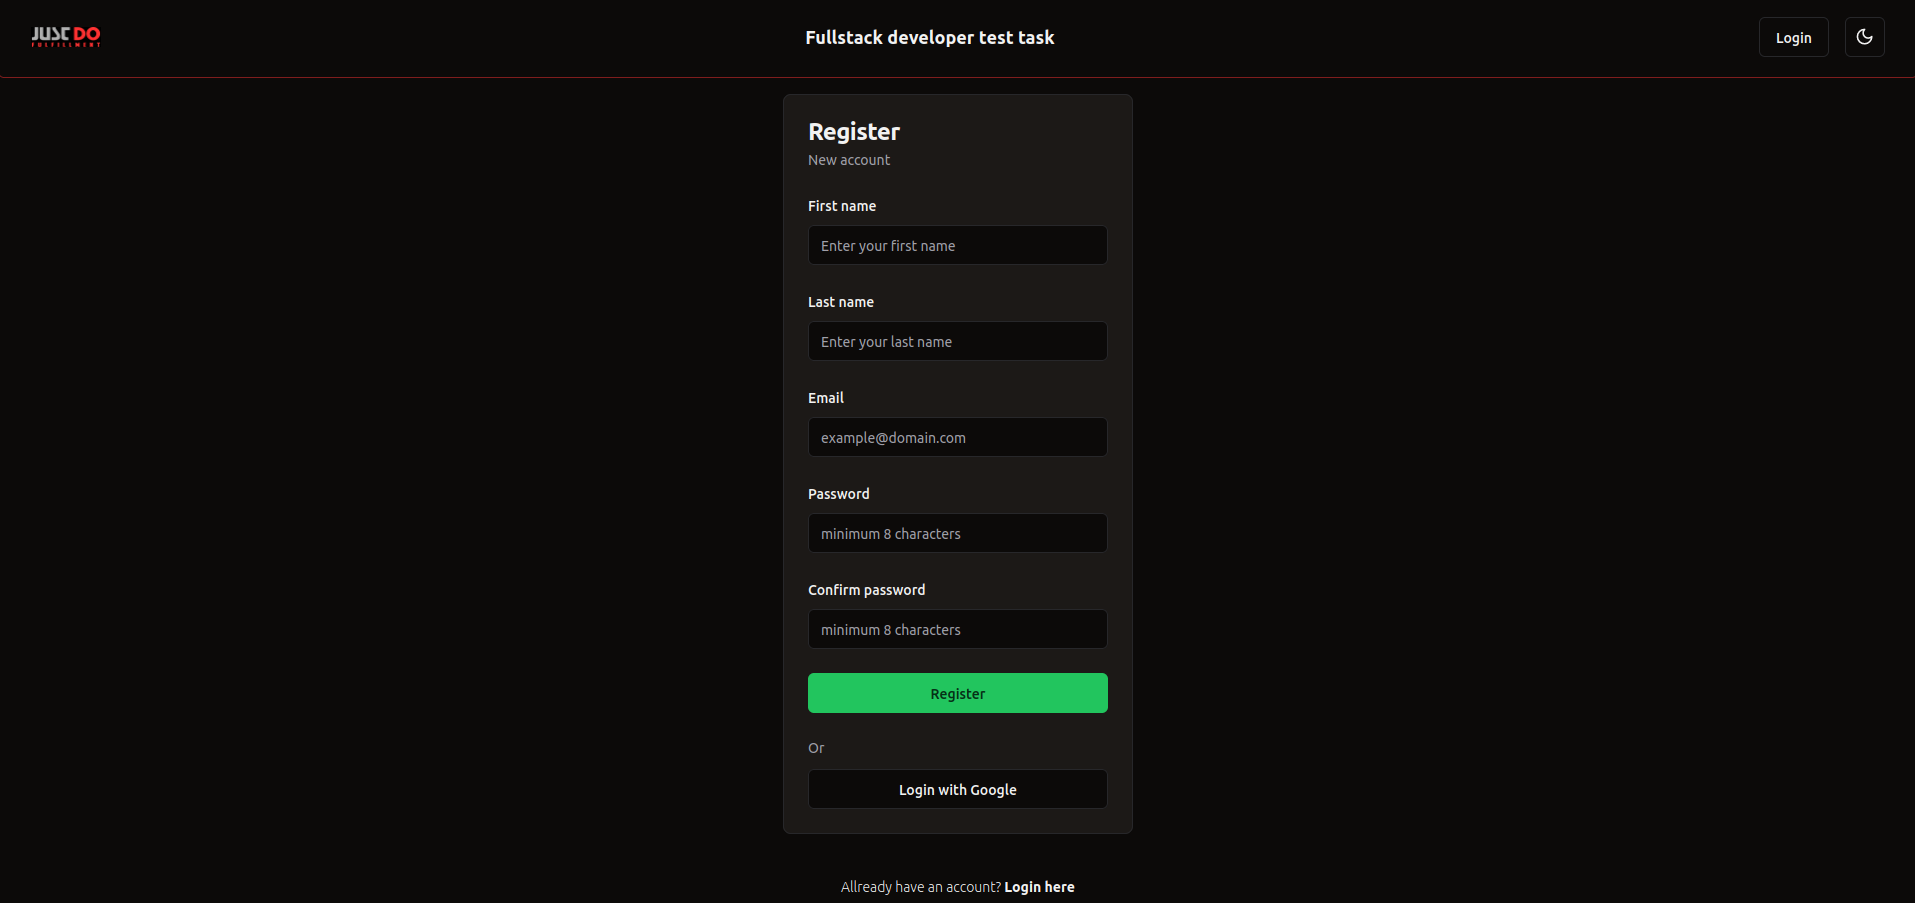 JUST DO
FULFILLMENT
Fullstack developer test task
Login
Register
New account
First name
Enter your first name
Last name
Enter your last name
Email
example@domain.com
Password
minimum 8 characters
Confirm password
minimum 8 characters
Register
Or
Login with Google
Allready have an account? Login here